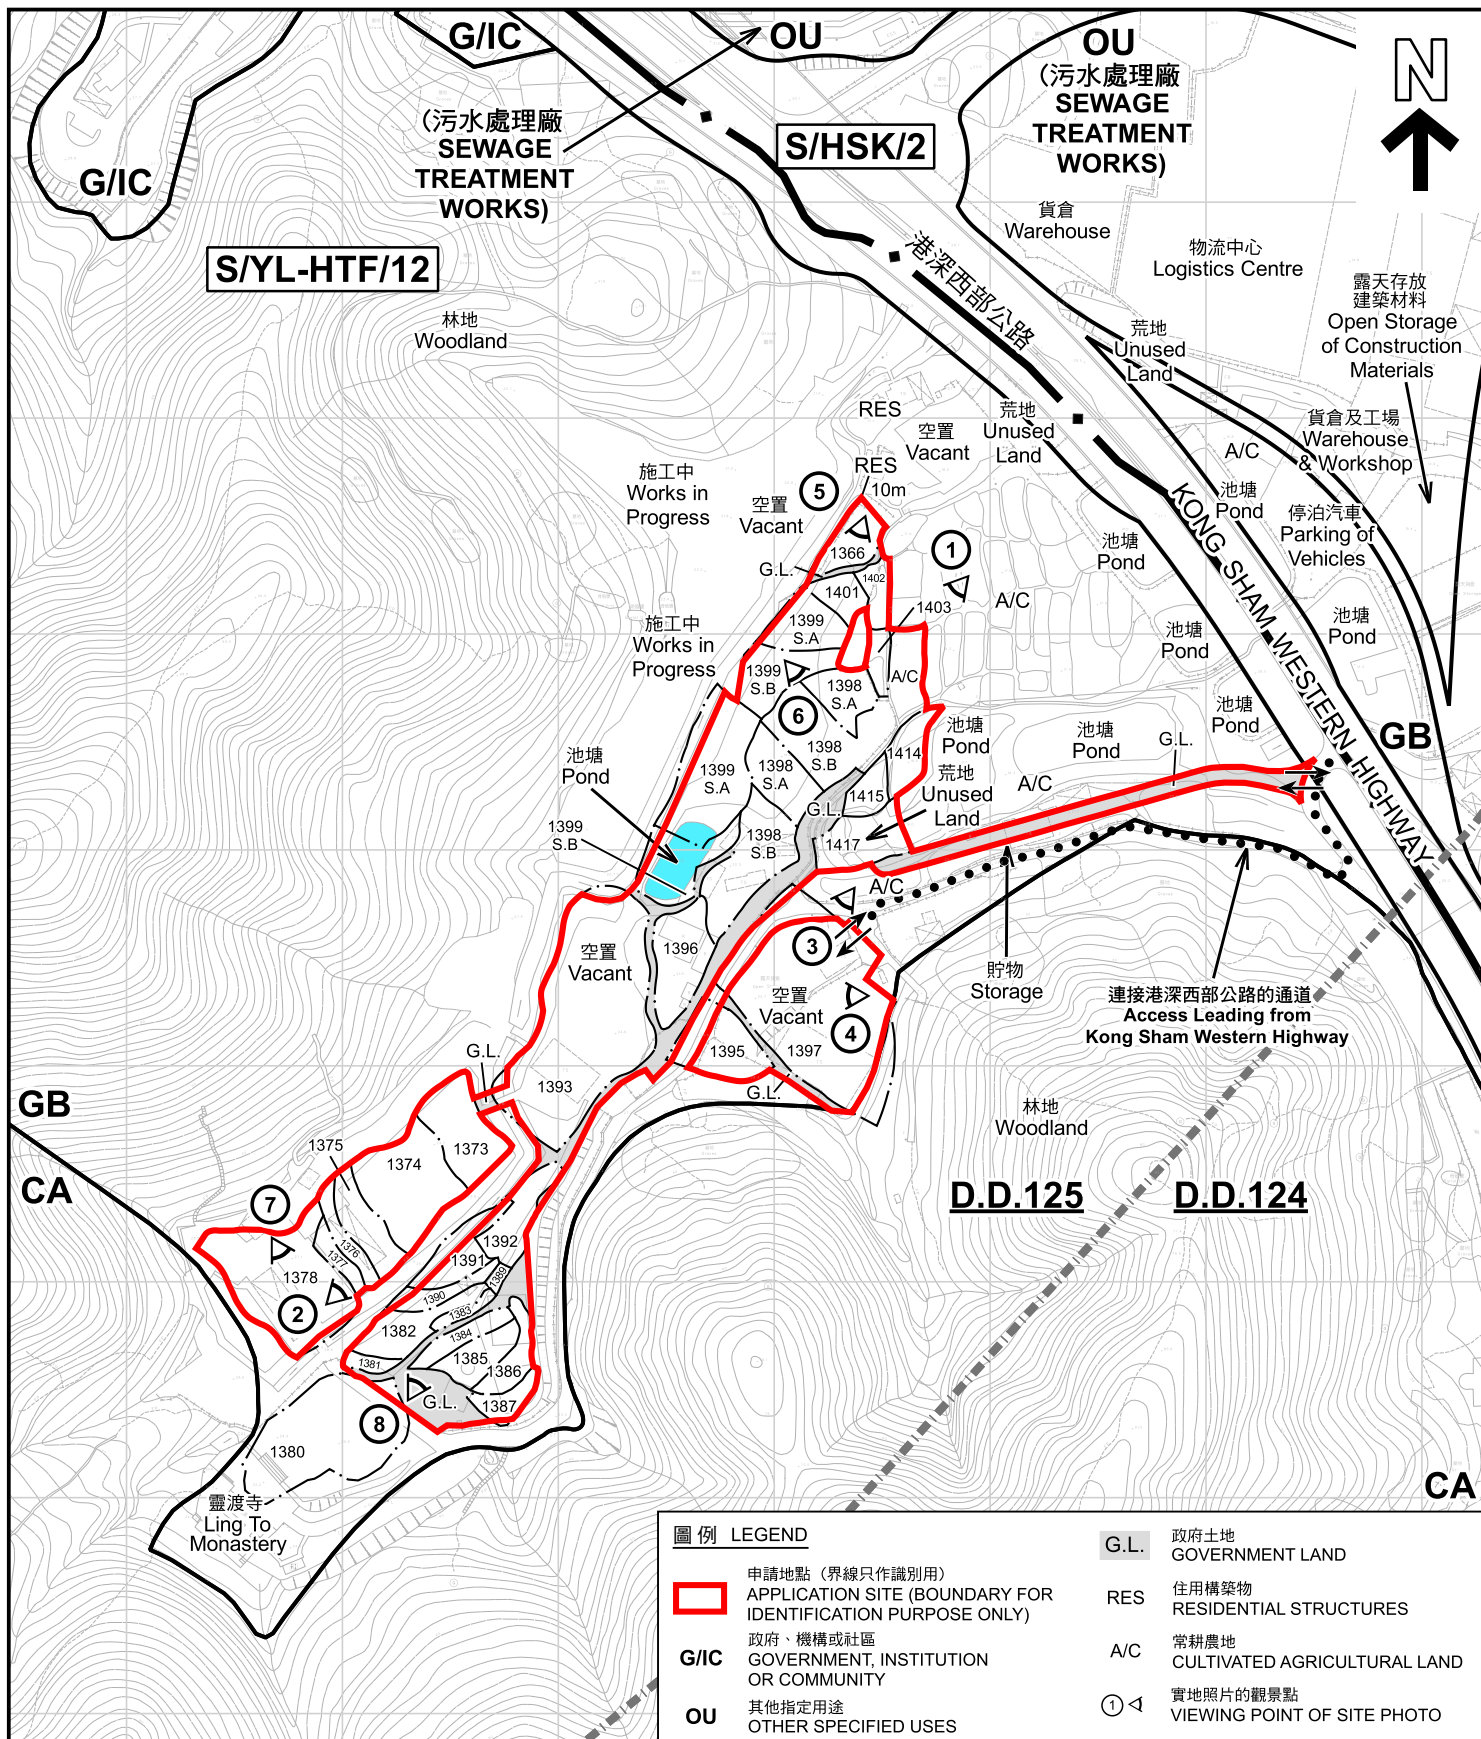 G/IC
OU
OU
(污水處理廠
SEWAGE
TREATMENT
WORKS)
N
(污水處理廠
SEWAGE
TREATMENT
WORKS)
S/HSK/2
G/IC
貨倉
Warehouse
物流中心
Logistics Centre
S/YL-HTF/12
港深西部公路
露天存放
建築材料
Open Storage
of Construction
Materials
林地
Woodland
荒地
Unused
Land
RES
荒地
Unused
Land
空置
Vacant
貨倉及工場
Warehouse
& Workshop
A/C
RES
10m
施工中
Works in
Progress
5
空置
Vacant
池塘
Pond
停泊汽車
Parking of
Vehicles
KONG SHAM WESTERN HIGHWAY
1
池塘
Pond
1366
G.L.
1402
1401
1403
A/C
1399
S.A
施工中
Works in
Progress
池塘
Pond
池塘
Pond
1399
S.B
A/C
1398
S.A
6
池塘
Pond
池塘
Pond
池塘
Pond
GB
G.L.
1398
S.B
1414
池塘
Pond
1399
S.A
1398
S.A
荒地
Unused
Land
A/C
1415
G.L.
1399
S.B
1398
S.B
1417
A/C
3
1396
空置
Vacant
貯物
Storage
空置
Vacant
連接港深西部公路的通道
Access Leading from
Kong Sham Western Highway
4
G.L.
1395
1397
1393
G.L.
GB
林地
Woodland
1375
1374
1373
CA
D.D.125
D.D.124
7
1392
1376
1377
1391
1378
1389
1390
2
1383
1382
1384
1385
1381
1386
G.L.
1387
8
1380
CA
靈渡寺
Ling To
Monastery
圖例 LEGEND
申請地點（界線只作識別用）
APPLICATION SITE (BOUNDARY FOR
IDENTIFICATION PURPOSE ONLY)
G/IC
政府、機構或社區
GOVERNMENT, INSTITUTION
OR COMMUNITY
OU
其他指定用途
OTHER SPECIFIED USES
G.L.
政府土地
GOVERNMENT LAND
RES
住用構築物
RESIDENTIAL STRUCTURES
A/C
常耕農地
CULTIVATED AGRICULTURAL LAND
1
實地照片的觀景點
VIEWING POINT OF SITE PHOTO